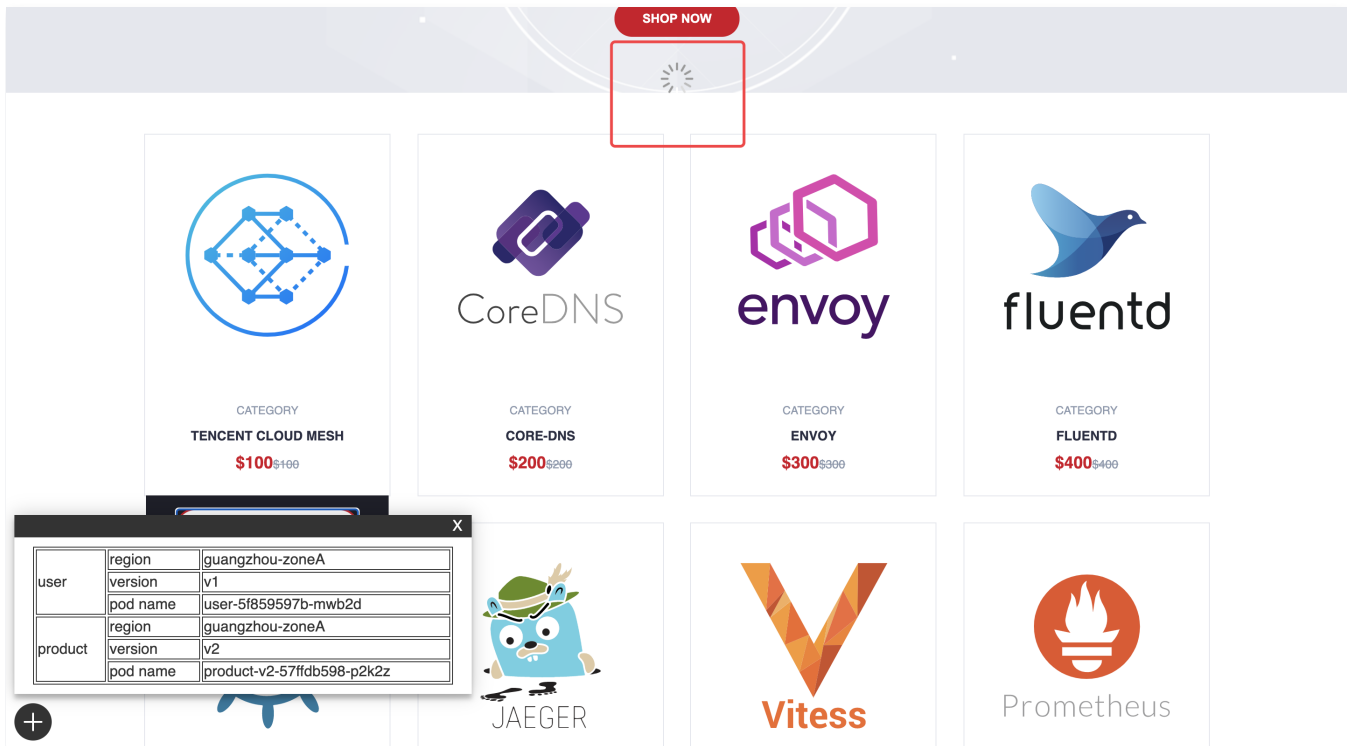 SHOP NOW
CoreDNS
envoy
fluentd
CATEGORY
CATEGORY
CATEGORY
CATEGORY
TENCENT CLOUD MESH
CORE-DNS
ENVOY
FLUENTD
$100$100
$200$200
$300$300
$400$400
X
user
region guangzhou-zoneA
version v1
pod name user-5f859597b-mwb2d
product
region guangzhou-zoneA
version v2
pod name product-v2-57ffdb598-p2k2z
JAEGER
Vitess
Prometheus